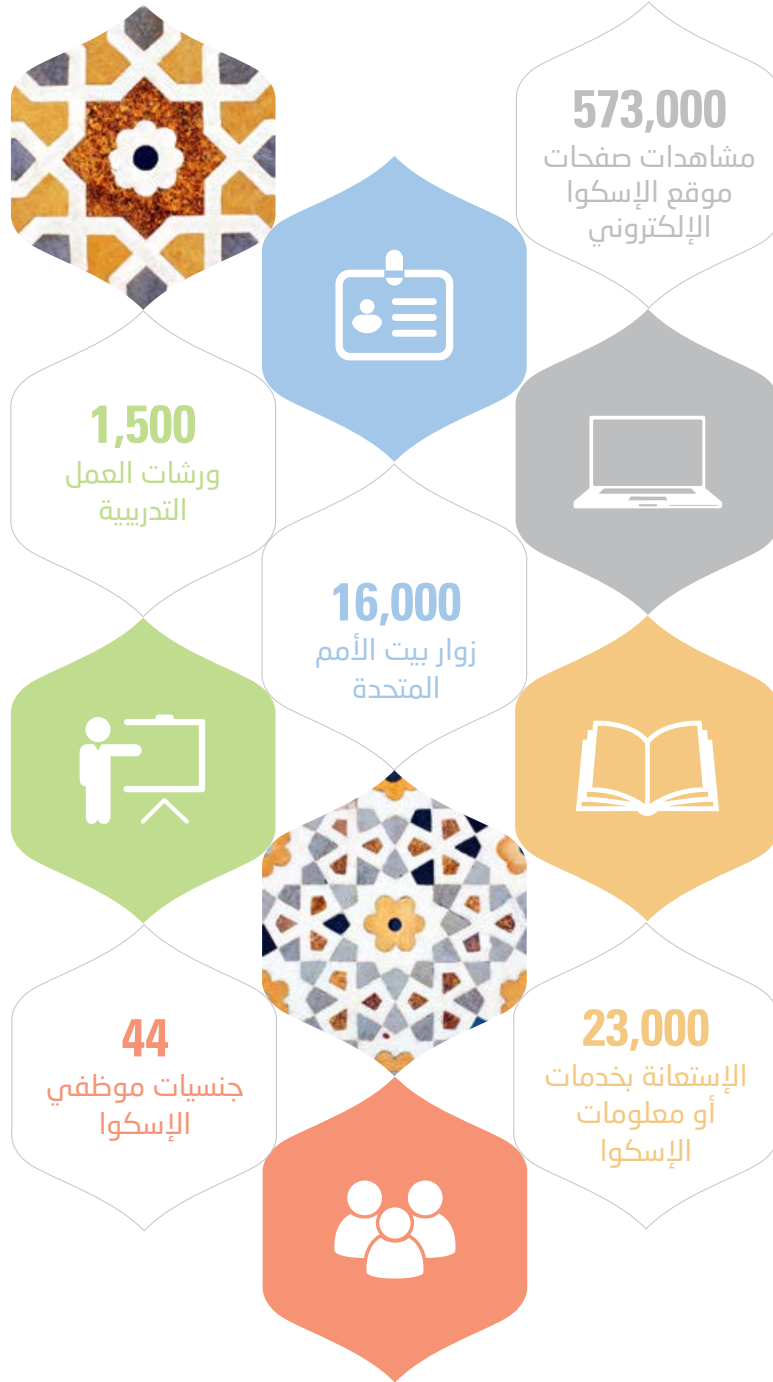 573,000
مشاهدات صفحات
موقع الإسكوا
الإلكتروني
1,500
ورشات العمل
التدريبية
16,000
زوار بيت الأمم
المتحدة
23,000
الإستعانة بخدمات
أو معلومات
الإسكوا
44
جنسيات موظفي
الإسكوا